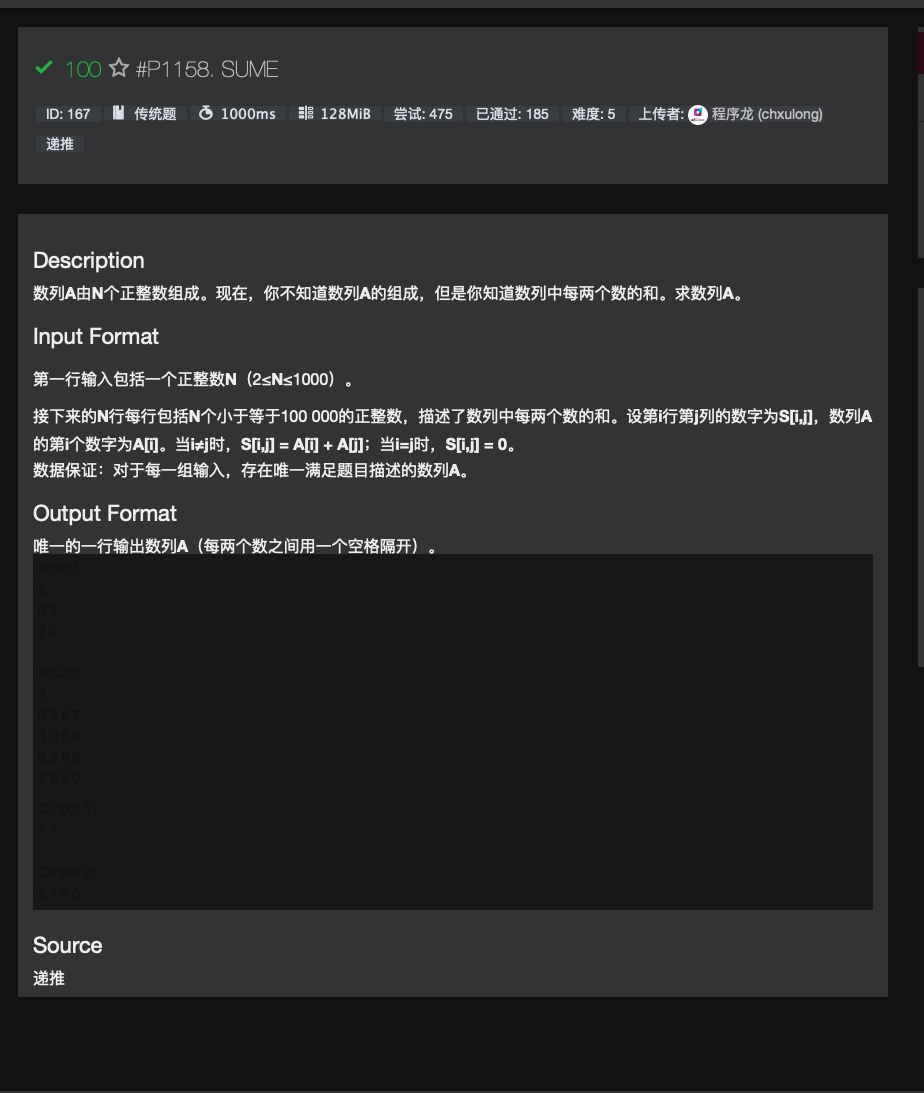 100 #P1158. SUME
ID: 167 传统题 1000ms 128MiB 尝试: 475 已通过: 185 难度: 5 上传者: 程序龙 (chxulong)
递推
Description
数列A由N个正整数组成。现在，你不知道数列A的组成，但是你知道数列中每两个数的和。求数列A。
Input Format
第一行输入包括一个正整数N（2≤N≤1000）。
接下来的N行每行包括N个小于等于100 000的正整数，描述了数列中每两个数的和。设第i行第j列的数字为S[i,j]，数列A
的第i个数字为A[i]。当i≠j时，S[i,j] = A[i] + A[j]；当i=j时，S[i,j] = 0。
数据保证：对于每一组输入，存在唯一满足题目描述的数列A。
Output Format
唯一的一行输出数列A（每两个数之间用一个空格隔开）。
Input 1:
2
0 2
2 0
Input 2:
4
0 3 6 7
3 0 5 6
6 5 0 9
7 6 9 0
Output 1:
1 1
Output 2:
2 1 4 5
Source
递推